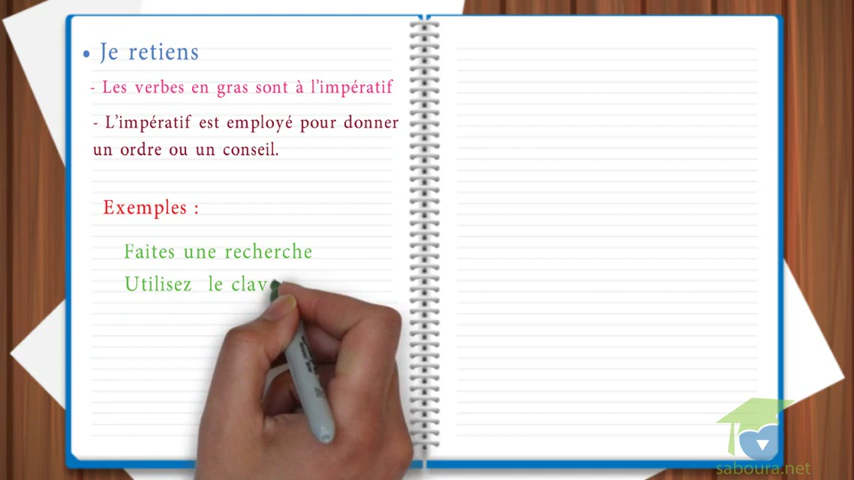 • Je retiens
- Les verbes en gras sont à l'impératif
- L'impératif est employé pour donner
un ordre ou un conseil.
Exemples :
Faites une recherche
Utilisez le clav
saboura.net